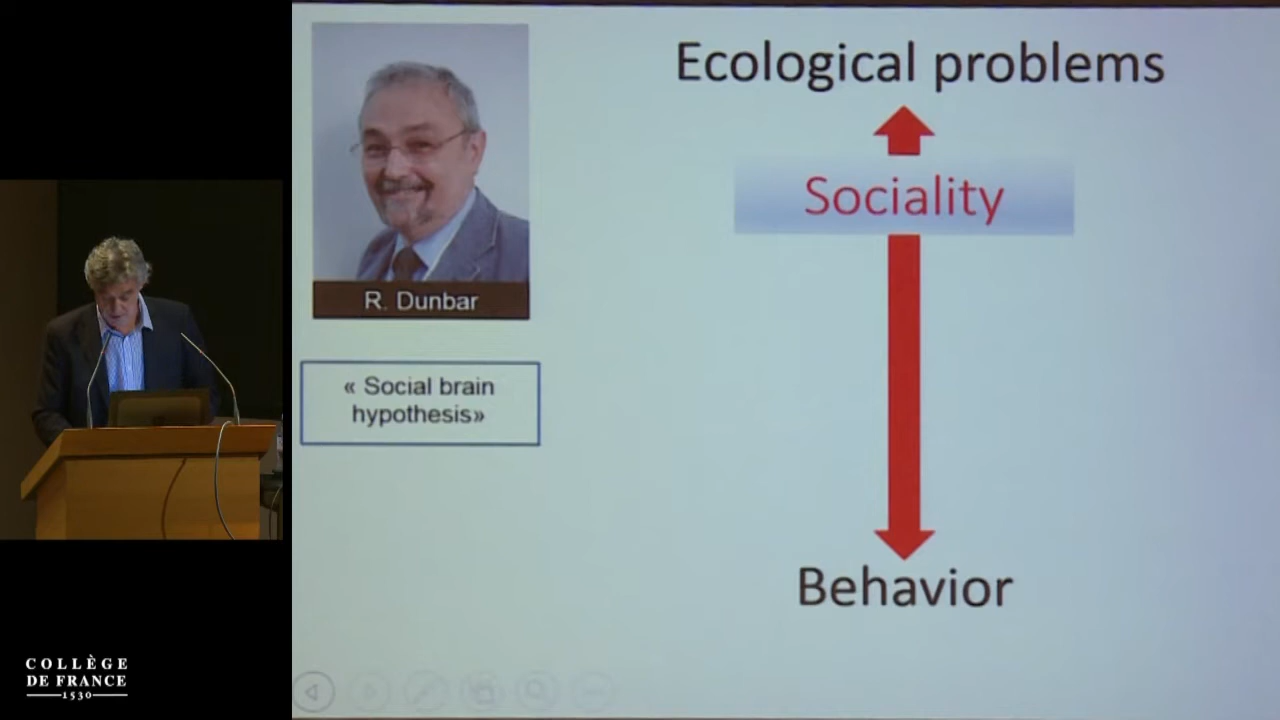 Ecological problems
Sociality
R. Dunbar
« Social brain
hypothesis»
Behavior
COLLÈGE
DE FRANCE
1530